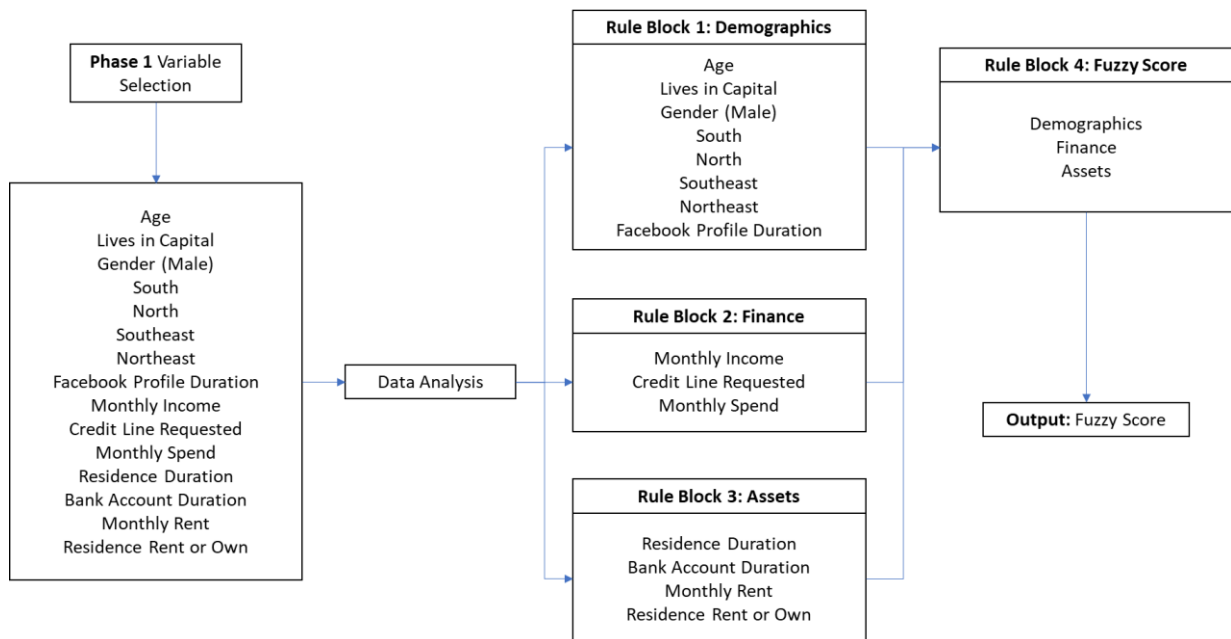 Phase 1 Variable
Selection
Age
Lives in Capital
Gender (Male)
South
North
Southeast
Northeast
Facebook Profile Duration
Monthly Income
Credit Line Requested
Monthly Spend
Residence Duration
Bank Account Duration
Monthly Rent
Residence Rent or Own
Data Analysis
Rule Block 1: Demographics
Age
Lives in Capital
Gender (Male)
South
North
Southeast
Northeast
Facebook Profile Duration
Rule Block 2: Finance
Monthly Income
Credit Line Requested
Monthly Spend
Rule Block 3: Assets
Residence Duration
Bank Account Duration
Monthly Rent
Residence Rent or Own
Rule Block 4: Fuzzy Score
Demographics
Finance
Assets
Output: Fuzzy Score